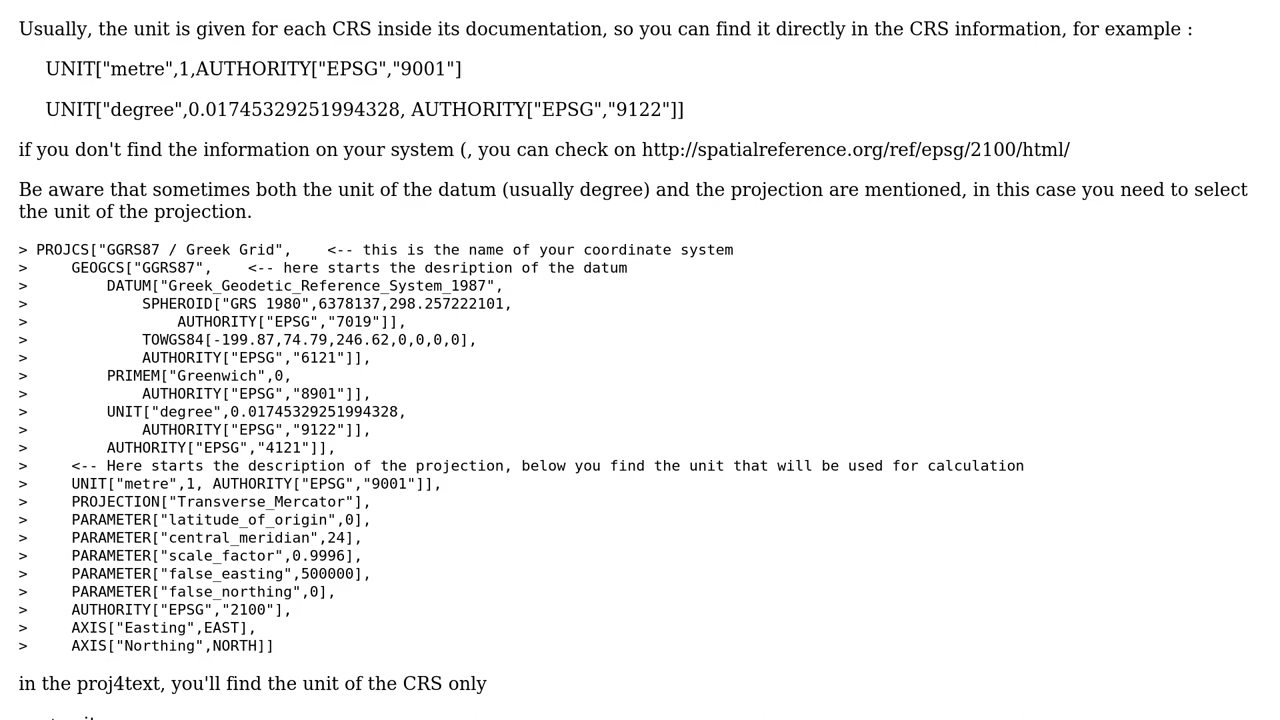 Usually, the unit is given for each CRS inside its documentation, so you can find it directly in the CRS information, for example :
UNIT["metre",1,AUTHORITY["EPSG","9001"]
UNIT["degree",0.01745329251994328, AUTHORITY["EPSG","9122"]]
if you don't find the information on your system (, you can check on http://spatialreference.org/ref/epsg/2100/html/
Be aware that sometimes both the unit of the datum (usually degree) and the projection are mentioned, in this case you need to select
the unit of the projection.
> PROJCS["GGRS87 / Greek Grid",    <-- this is the name of your coordinate system
>     GEOGCS["GGRS87",    <-- here starts the desription of the datum
>         DATUM["Greek_Geodetic_Reference_System_1987",
>             SPHEROID["GRS 1980",6378137,298.257222101,
>                 AUTHORITY["EPSG","7019"]],
>             TOWGS84[-199.87,74.79,246.62,0,0,0,0],
>             AUTHORITY["EPSG","6121"]],
>         PRIMEM["Greenwich",0,
>             AUTHORITY["EPSG","8901"]],
>         UNIT["degree",0.01745329251994328,
>             AUTHORITY["EPSG","9122"]],
>         AUTHORITY["EPSG","4121"]],
>     <-- Here starts the description of the projection, below you find the unit that will be used for calculation
>     UNIT["metre",1, AUTHORITY["EPSG","9001"]],
>     PROJECTION["Transverse_Mercator"],
>     PARAMETER["latitude_of_origin",0],
>     PARAMETER["central_meridian",24],
>     PARAMETER["scale_factor",0.9996],
>     PARAMETER["false_easting",500000],
>     PARAMETER["false_northing",0],
>     AUTHORITY["EPSG","2100"],
>     AXIS["Easting",EAST],
>     AXIS["Northing",NORTH]]
in the proj4text, you'll find the unit of the CRS only